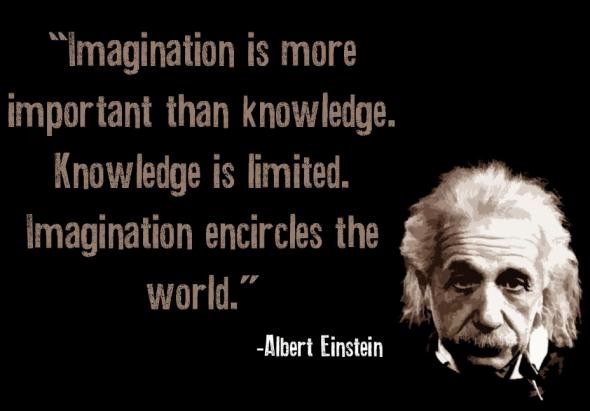 “Imagination is more
important than knowledge.
Knowledge is limited.
Imagination encircles the
world.”
-Albert Einstein